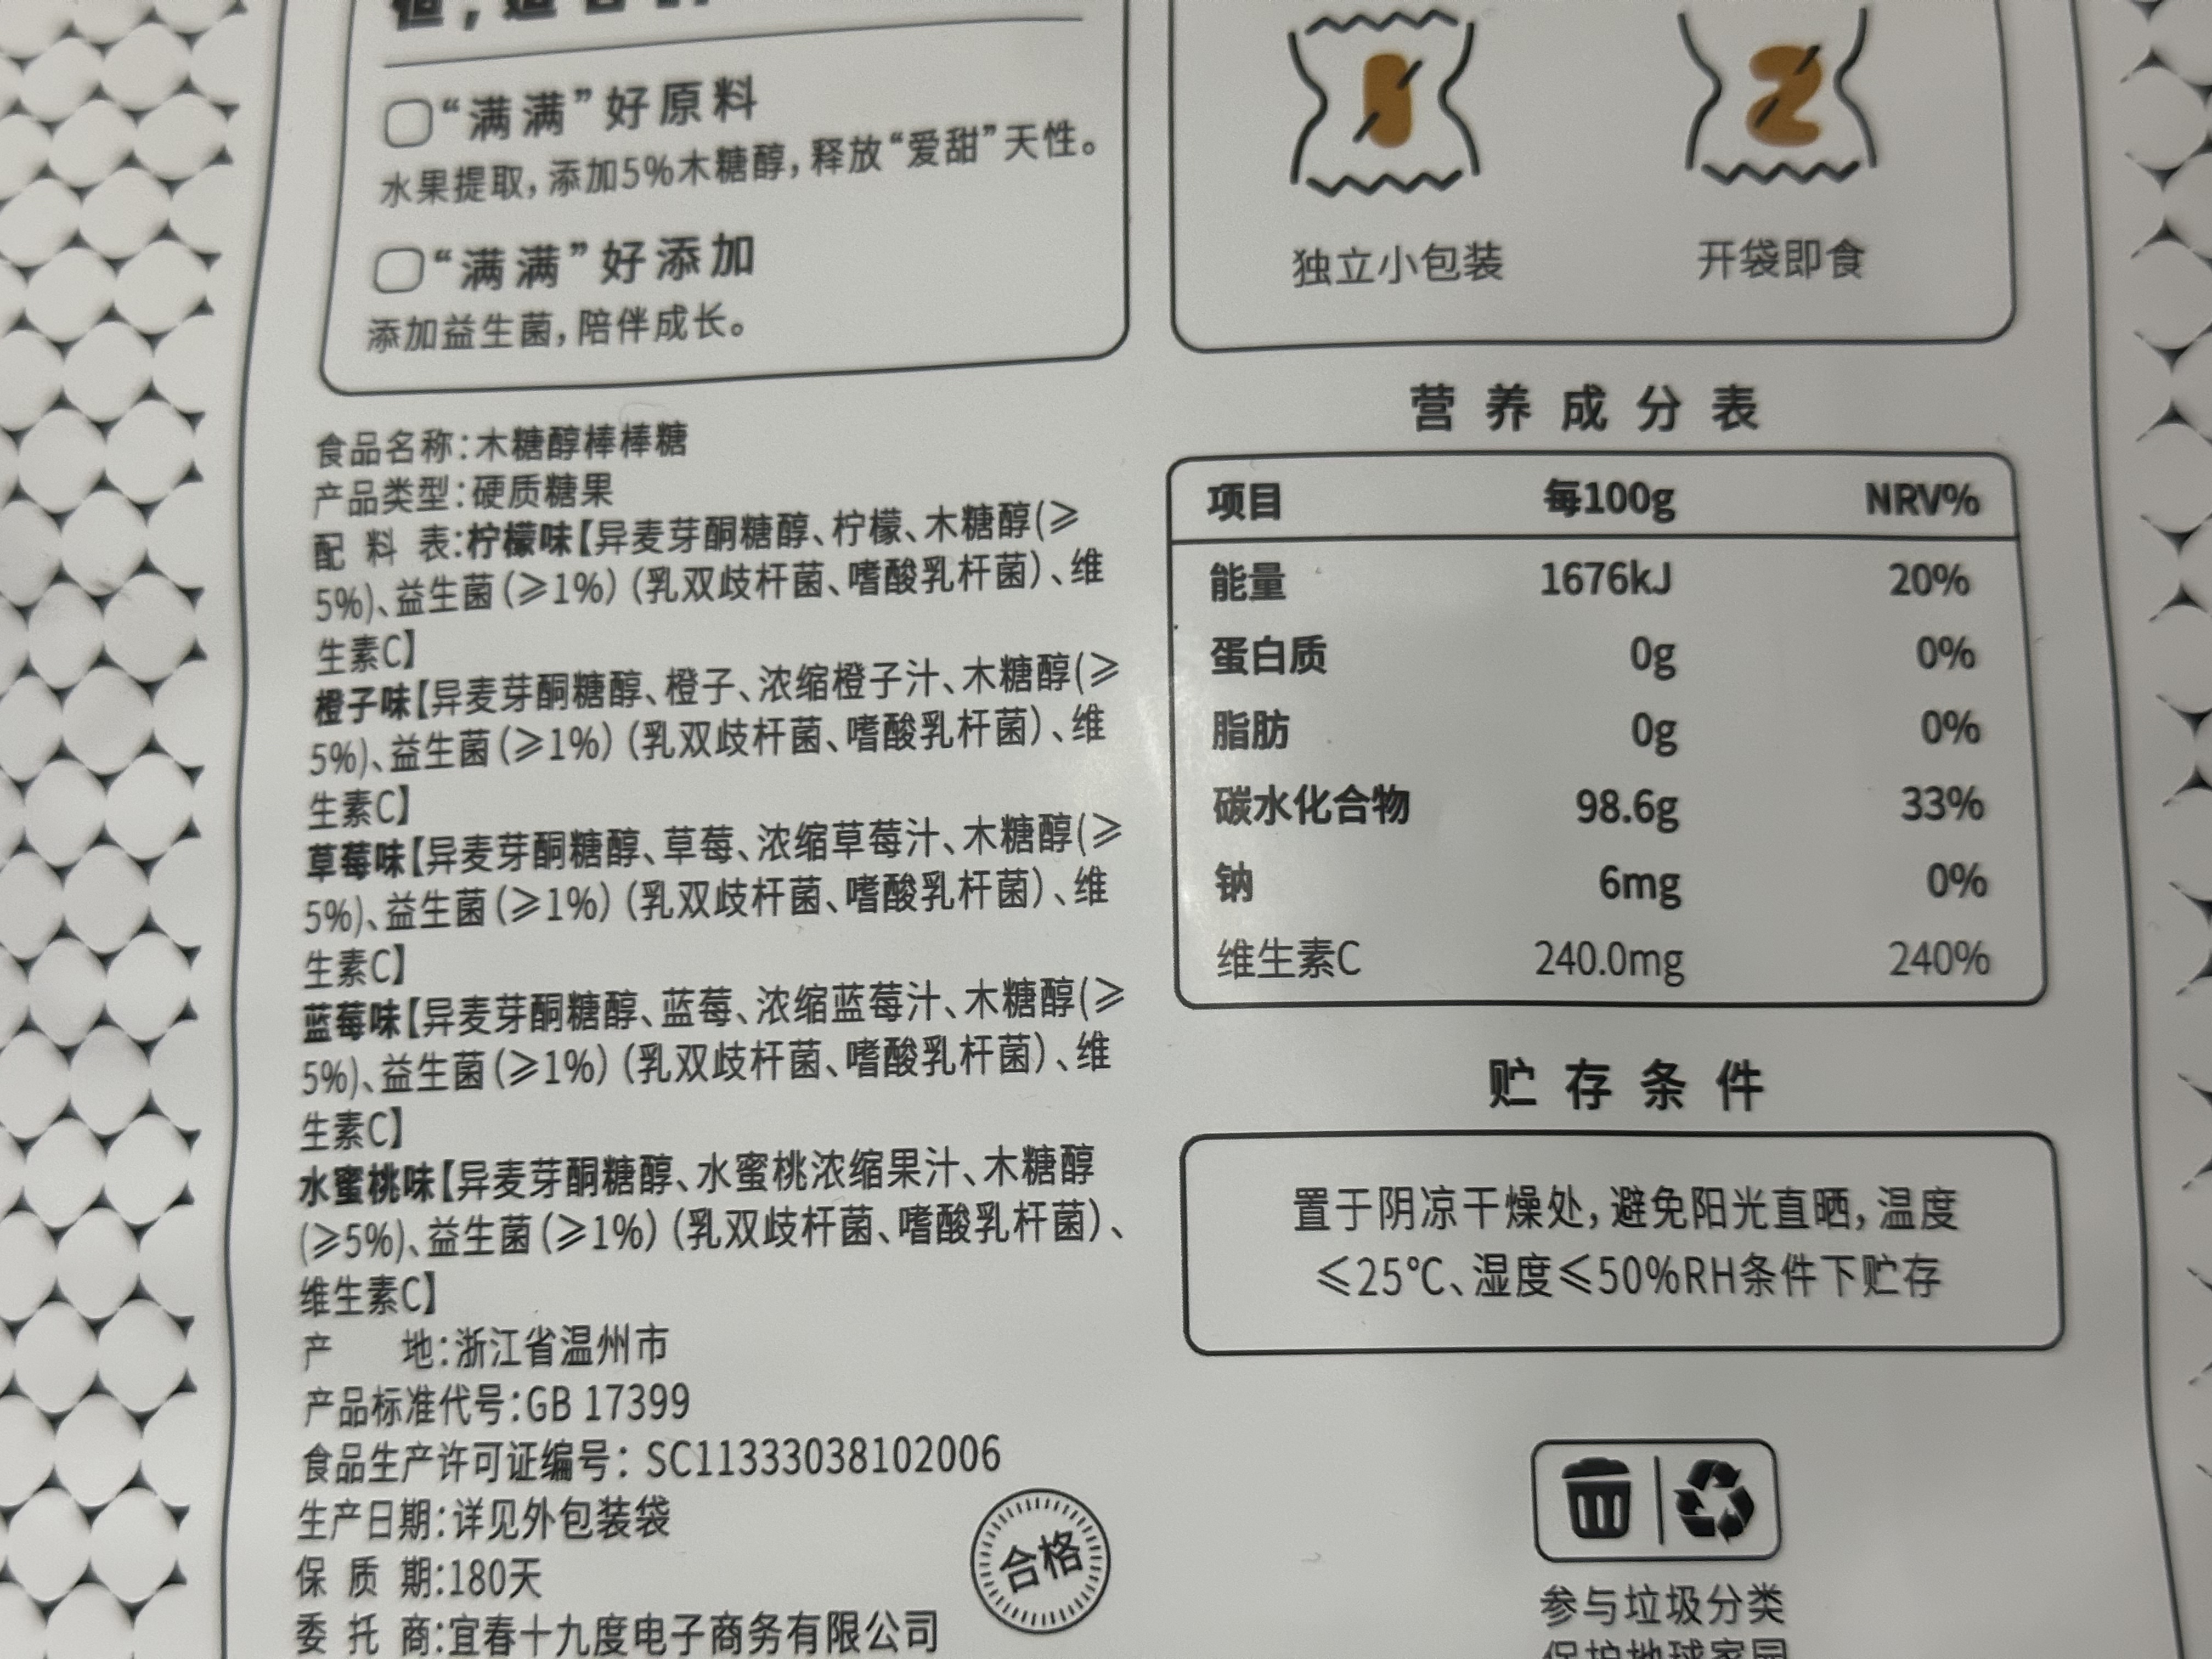 “满满”好原料
水果提取,添加5%木糖醇,释放“爱甜”天性。
“满满”好添加
添加益生菌,陪伴成长。
独立小包装
开袋即食
食品名称:木糖醇棒棒糖
产品类型:硬质糖果
配料表:柠檬味【异麦芽酮糖醇、柠檬、木糖醇(≥
5%)、益生菌(≥1%)(乳双歧杆菌、嗜酸乳杆菌)、维
生素C】
橙子味【异麦芽酮糖醇、橙子、浓缩橙子汁、木糖醇(≥
5%)、益生菌(≥1%)(乳双歧杆菌、嗜酸乳杆菌)、维
生素C】
草莓味【异麦芽酮糖醇、草莓、浓缩草莓汁、木糖醇(≥
5%)、益生菌(≥1%)(乳双歧杆菌、嗜酸乳杆菌)、维
生素C】
蓝莓味【异麦芽酮糖醇、蓝莓、浓缩蓝莓汁、木糖醇(≥
5%)、益生菌(≥1%)(乳双歧杆菌、嗜酸乳杆菌)、维
生素C】
水蜜桃味【异麦芽酮糖醇、水蜜桃浓缩果汁、木糖醇
(≥5%)、益生菌(≥1%)(乳双歧杆菌、嗜酸乳杆菌)、
维生素C】
产地:浙江省温州市
产品标准代号:GB 17399
食品生产许可证编号: SC11333038102006
生产日期:详见外包装袋
保质期:180天
委托商:宜春十九度电子商务有限公司
合格
营养成分表
项目 每100g NRV%
能量 1676kJ 20%
蛋白质 0g 0%
脂肪 0g 0%
碳水化合物 98.6g 33%
钠 6mg 0%
维生素C 240.0mg 240%
贮存条件
置于阴凉干燥处,避免阳光直晒,温度
≤25℃、湿度≤50%RH条件下贮存
参与垃圾分类
保护地球家园